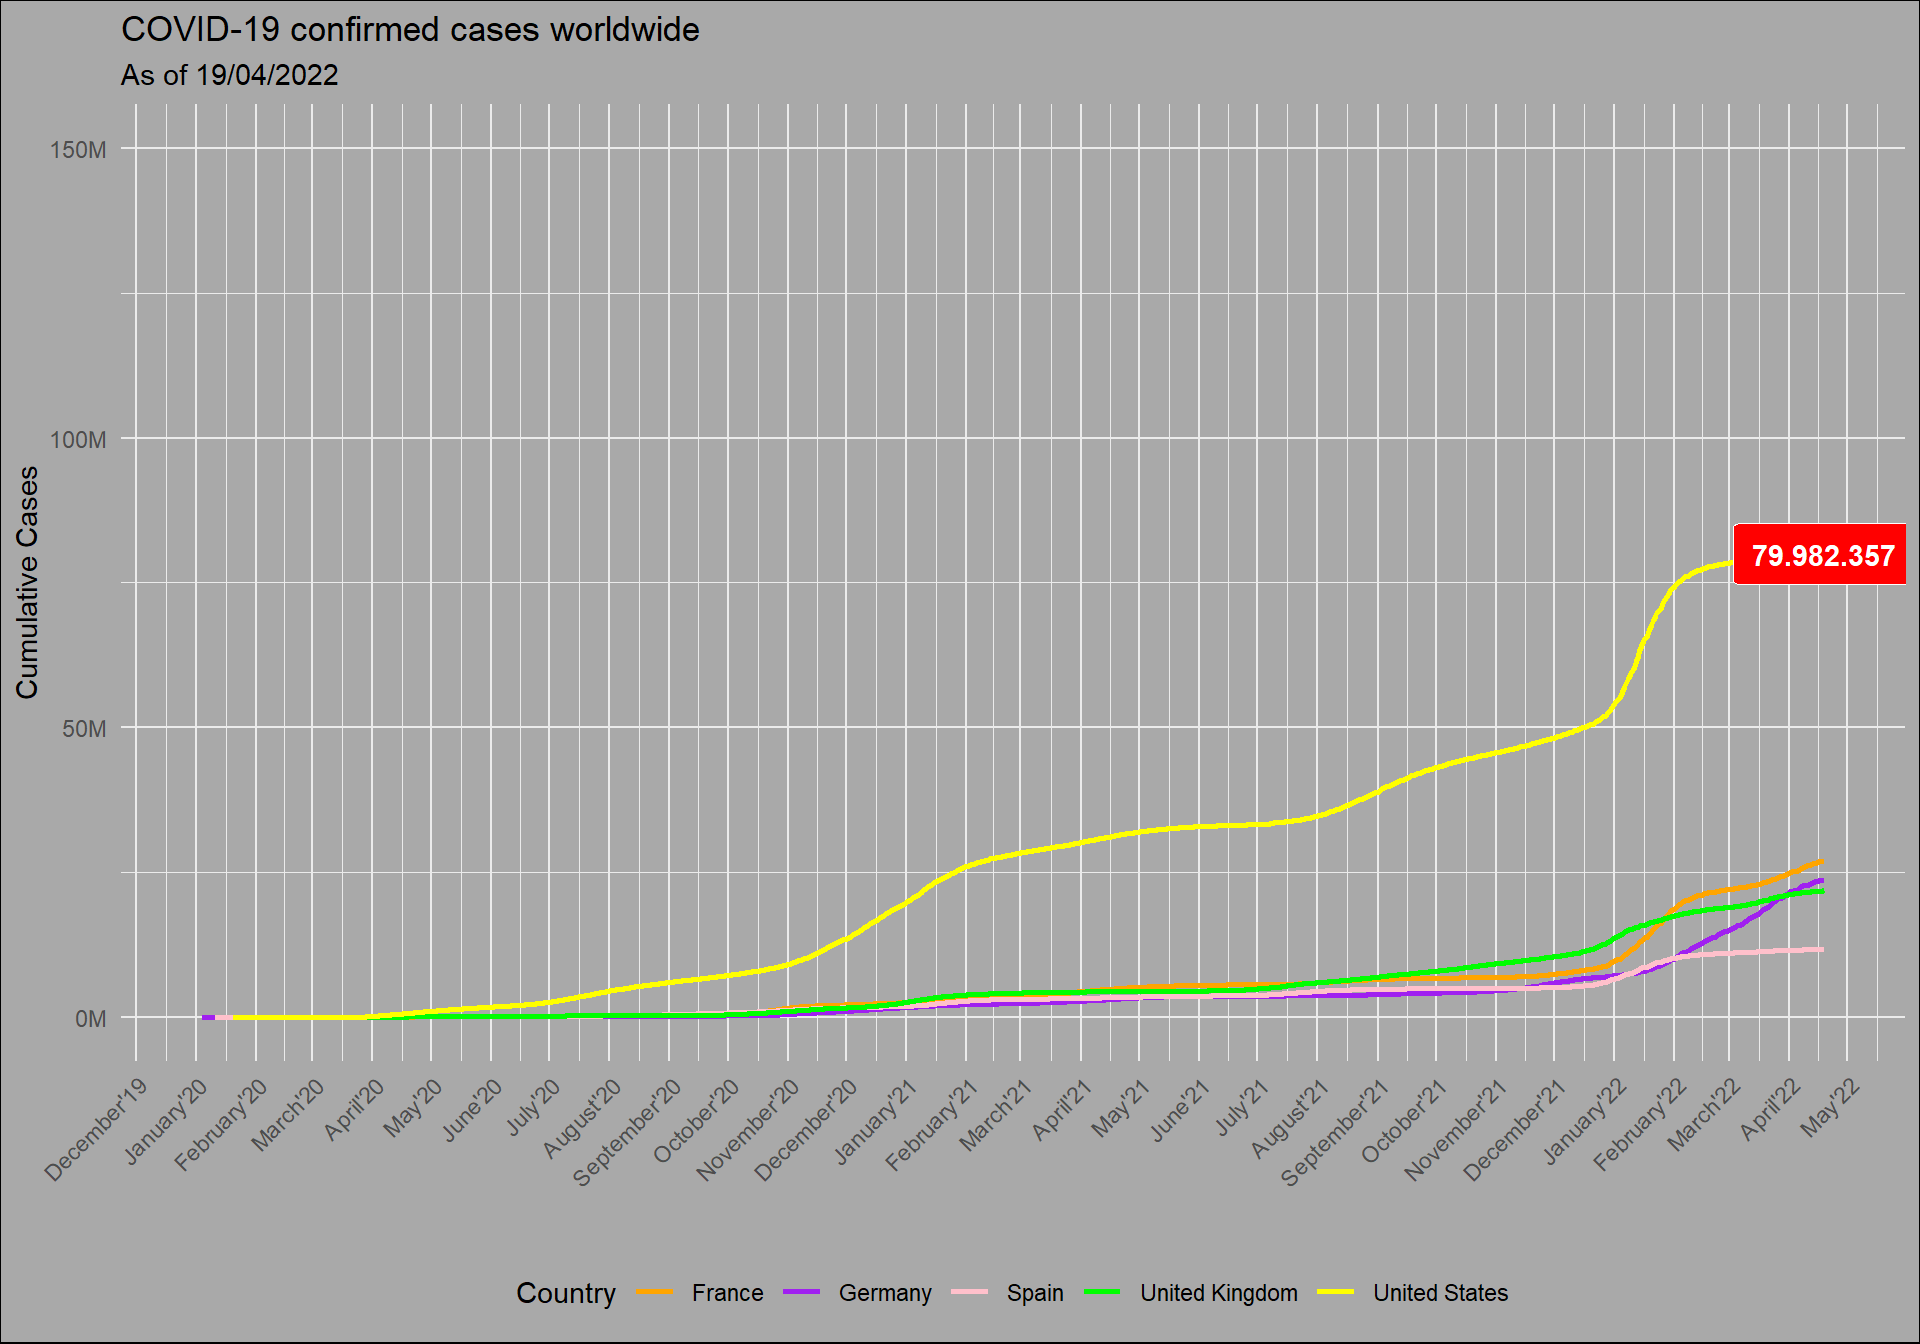 COVID-19 confirmed cases worldwide
As of 19/04/2022
150M
100M
50M
0M
Cumulative Cases
79.982.357
December'19
January'20
February'20
March'20
April'20
May'20
June'20
July'20
August'20
September'20
October'20
November'20
December'20
January'21
February'21
March'21
April'21
May'21
June'21
July'21
August'21
September'21
October'21
November'21
December'21
January'22
February'22
March'22
April'22
May'22
Country France Germany Spain United Kingdom United States